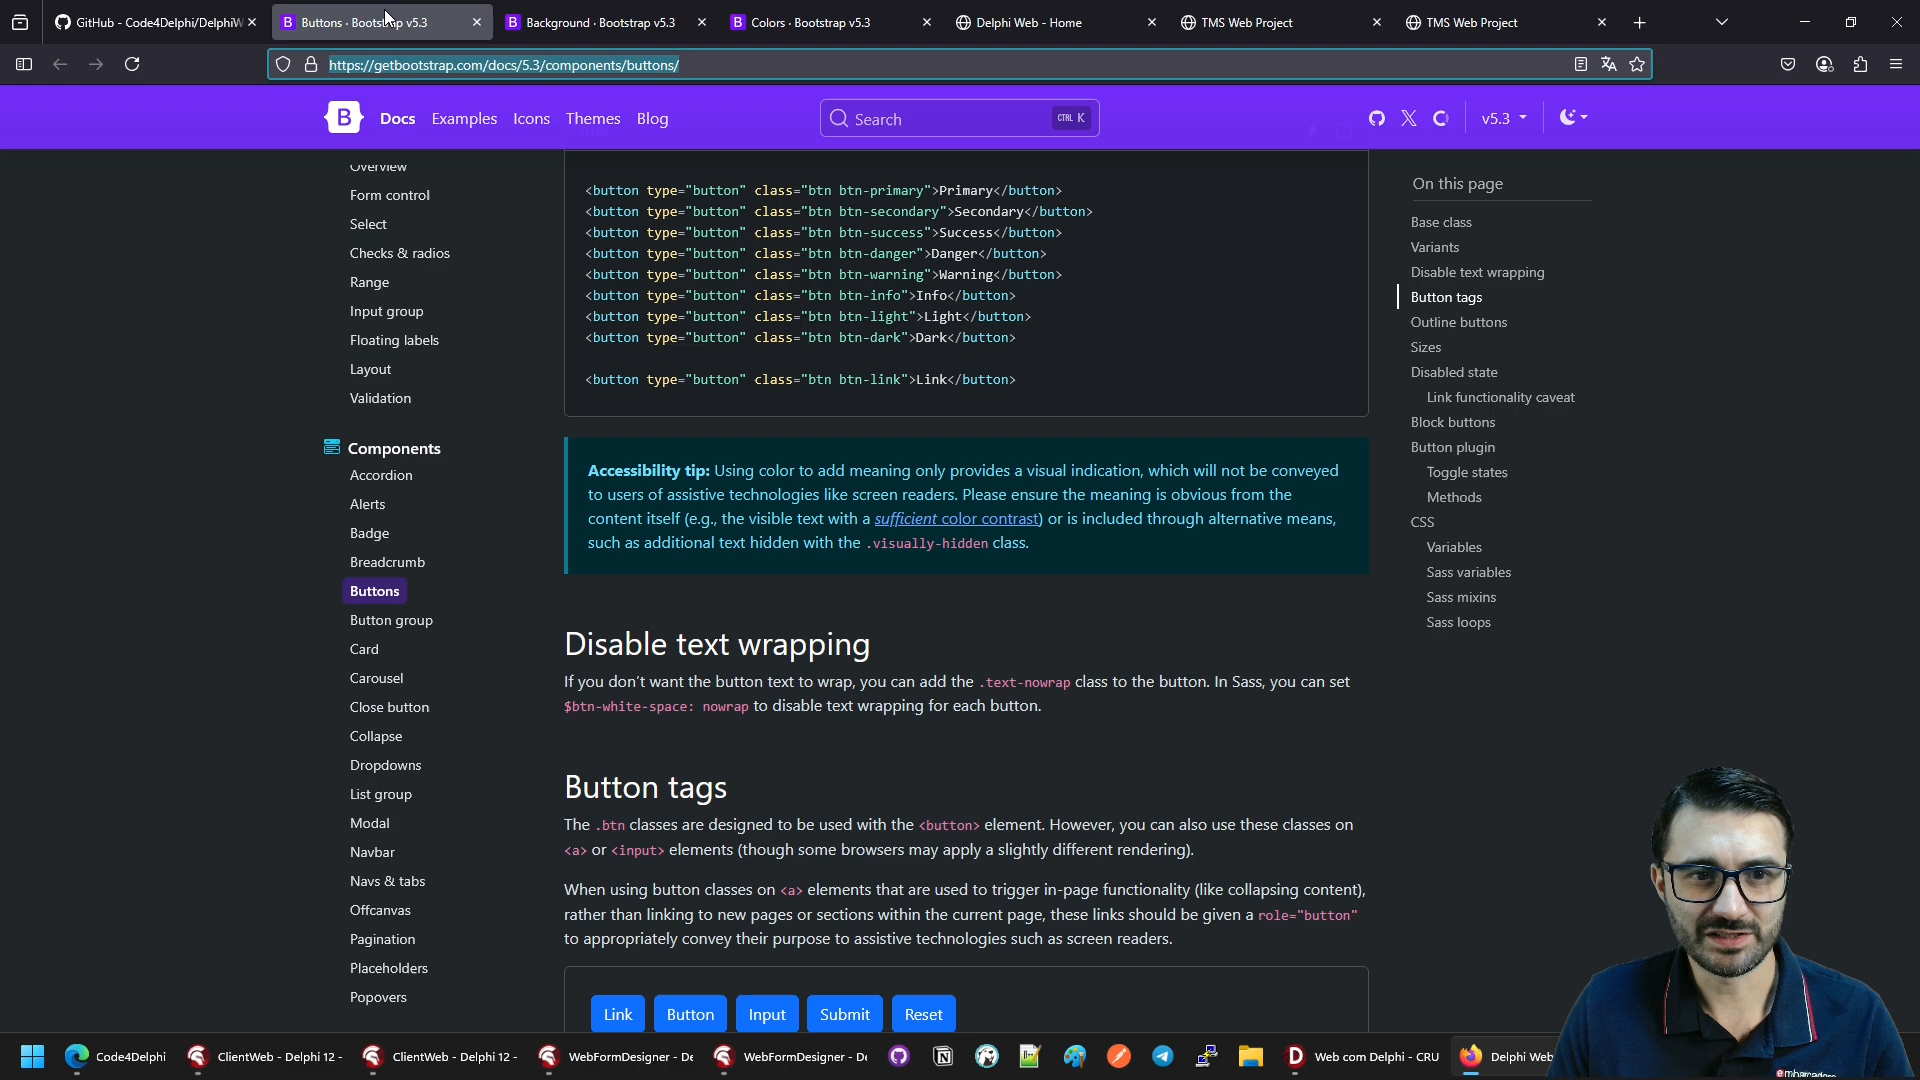 GitHub - Code4Delphi/DelphiW
Buttons · Bootstrap v5.3
Background · Bootstrap v5.3
Colors · Bootstrap v5.3
Delphi Web - Home
TMS Web Project
TMS Web Project
https://getbootstrap.com/docs/5.3/components/buttons/
B Docs Examples Icons Themes Blog
Search CTRL K
v5.3
Overview
Form control
Select
Checks & radios
Range
Input group
Floating labels
Layout
Validation
Components
Accordion
Alerts
Badge
Breadcrumb
Buttons
Button group
Card
Carousel
Close button
Collapse
Dropdowns
List group
Modal
Navbar
Navs & tabs
Offcanvas
Pagination
Placeholders
Popovers
<button type="button" class="btn btn-primary">Primary</button>
<button type="button" class="btn btn-secondary">Secondary</button>
<button type="button" class="btn btn-success">Success</button>
<button type="button" class="btn btn-danger">Danger</button>
<button type="button" class="btn btn-warning">Warning</button>
<button type="button" class="btn btn-info">Info</button>
<button type="button" class="btn btn-light">Light</button>
<button type="button" class="btn btn-dark">Dark</button>
<button type="button" class="btn btn-link">Link</button>
Accessibility tip: Using color to add meaning only provides a visual indication, which will not be conveyed
to users of assistive technologies like screen readers. Please ensure the meaning is obvious from the
content itself (e.g., the visible text with a sufficient color contrast) or is included through alternative means,
such as additional text hidden with the .visually-hidden class.
Disable text wrapping
If you don't want the button text to wrap, you can add the .text-nowrap class to the button. In Sass, you can set
$btn-white-space: nowrap to disable text wrapping for each button.
Button tags
The .btn classes are designed to be used with the <button> element. However, you can also use these classes on
<a> or <input> elements (though some browsers may apply a slightly different rendering).
When using button classes on <a> elements that are used to trigger in-page functionality (like collapsing content),
rather than linking to new pages or sections within the current page, these links should be given a role="button"
to appropriately convey their purpose to assistive technologies such as screen readers.
Link Button Input Submit Reset
On this page
Base class
Variants
Disable text wrapping
Button tags
Outline buttons
Sizes
Disabled state
Link functionality caveat
Block buttons
Button plugin
Toggle states
Methods
CSS
Variables
Sass variables
Sass mixins
Sass loops
embarcadero
Code4Delphi
ClientWeb - Delphi 12 -
ClientWeb - Delphi 12 -
WebFormDesigner - De
WebFormDesigner - De
Web com Delphi - CRU
Delphi Web